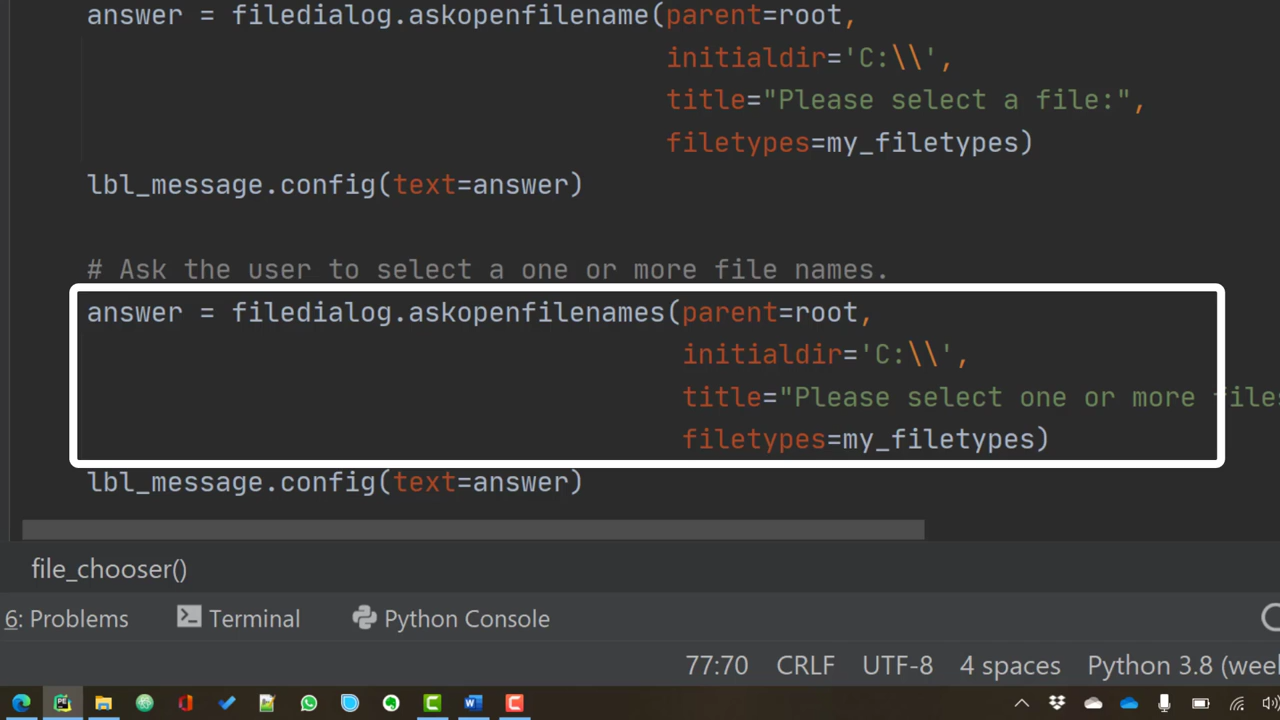 answer = filedialog.askopenfilename(parent=root,
initialdir='C:\\',
title="Please select a file:",
filetypes=my_filetypes)
lbl_message.config(text=answer)
# Ask the user to select a one or more file names.
answer = filedialog.askopenfilenames(parent=root,
initialdir='C:\\',
title="Please select one or more files
filetypes=my_filetypes)
lbl_message.config(text=answer)
file_chooser()
6: Problems Terminal Python Console
77:70 CRLF UTF-8 4 spaces Python 3.8 (wee